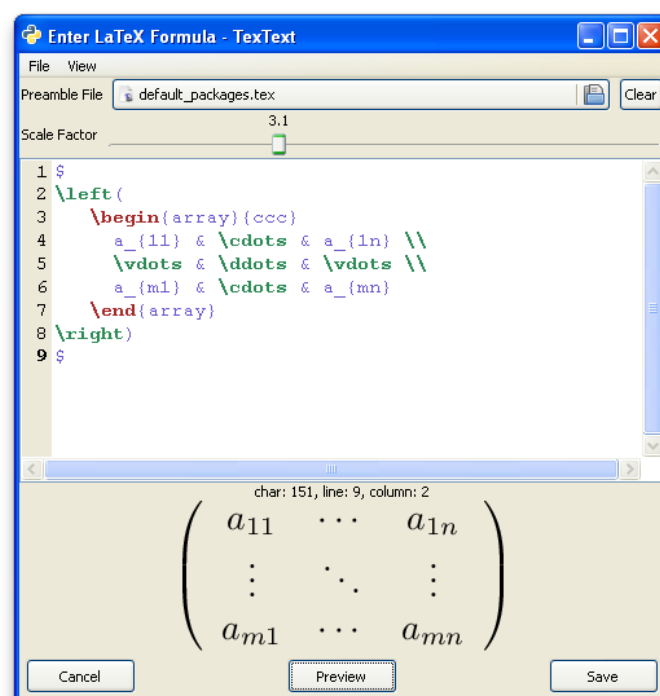 Enter LaTeX Formula - TexText
File View
Preamble File default_packages.tex Clear
3.1
Scale Factor
1 $
2 \left(
3 \begin{array}{ccc}
4 a_{11} & \cdots & a_{1n} \\
5 \vdots & \ddots & \vdots \\
6 a_{m1} & \cdots & a_{mn}
7 \end{array}
8 \right)
9 $
char: 151, line: 9, column: 2
a11 ⋯ a1n
⋮ ⋱ ⋮
am1 ⋯ amn
Cancel Preview Save